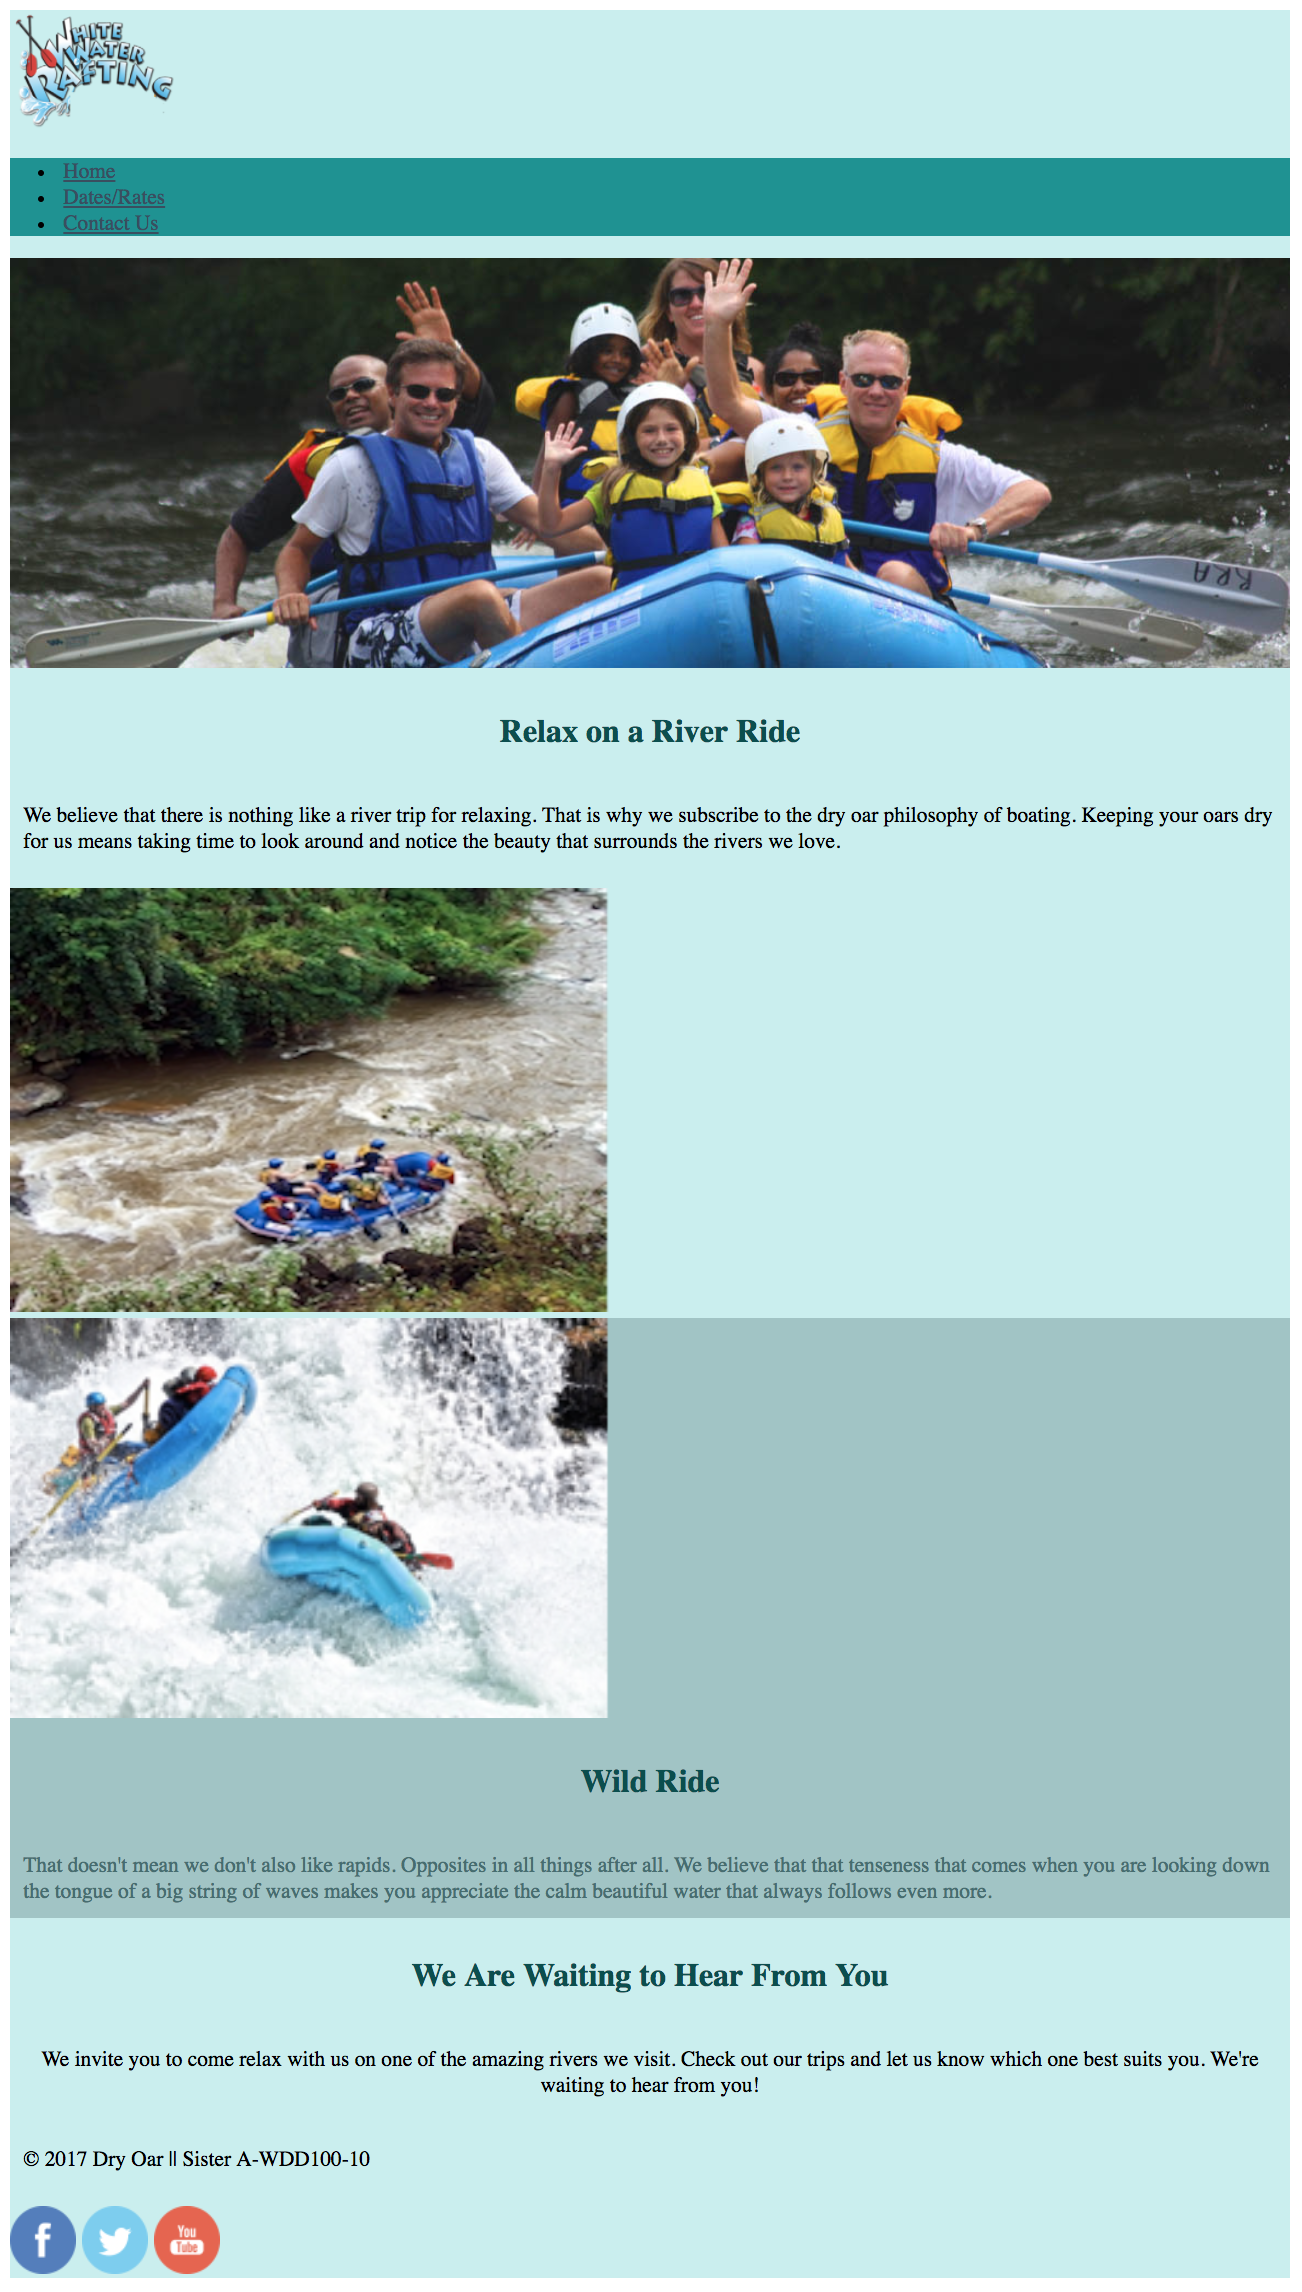 WHITE
WATER
RAFTING
Home
Dates/Rates
Contact Us
RRA
Relax on a River Ride
We believe that there is nothing like a river trip for relaxing. That is why we subscribe to the dry oar philosophy of boating. Keeping your oars dry
for us means taking time to look around and notice the beauty that surrounds the rivers we love.
Wild Ride
That doesn't mean we don't also like rapids. Opposites in all things after all. We believe that that tenseness that comes when you are looking down
the tongue of a big string of waves makes you appreciate the calm beautiful water that always follows even more.
We Are Waiting to Hear From You
We invite you to come relax with us on one of the amazing rivers we visit. Check out our trips and let us know which one best suits you. We're
waiting to hear from you!
© 2017 Dry Oar || Sister A-WDD100-10
f
You
Tube